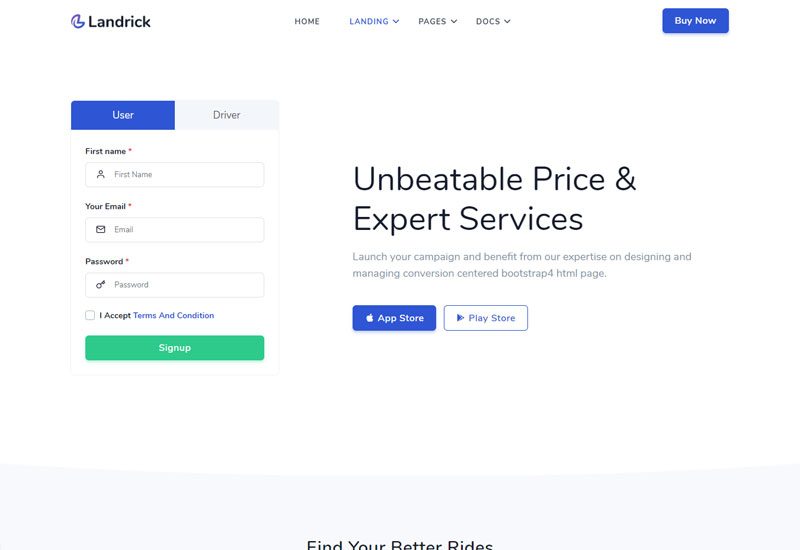 Landrick
HOME
LANDING
PAGES
DOCS
Buy Now
User
Driver
First name *
First Name
Your Email *
Email
Password *
Password
I Accept Terms And Condition
Signup
Unbeatable Price &
Expert Services
Launch your campaign and benefit from our expertise on designing and
managing conversion centered bootstrap4 html page.
App Store
Play Store
Find Your Better Rides